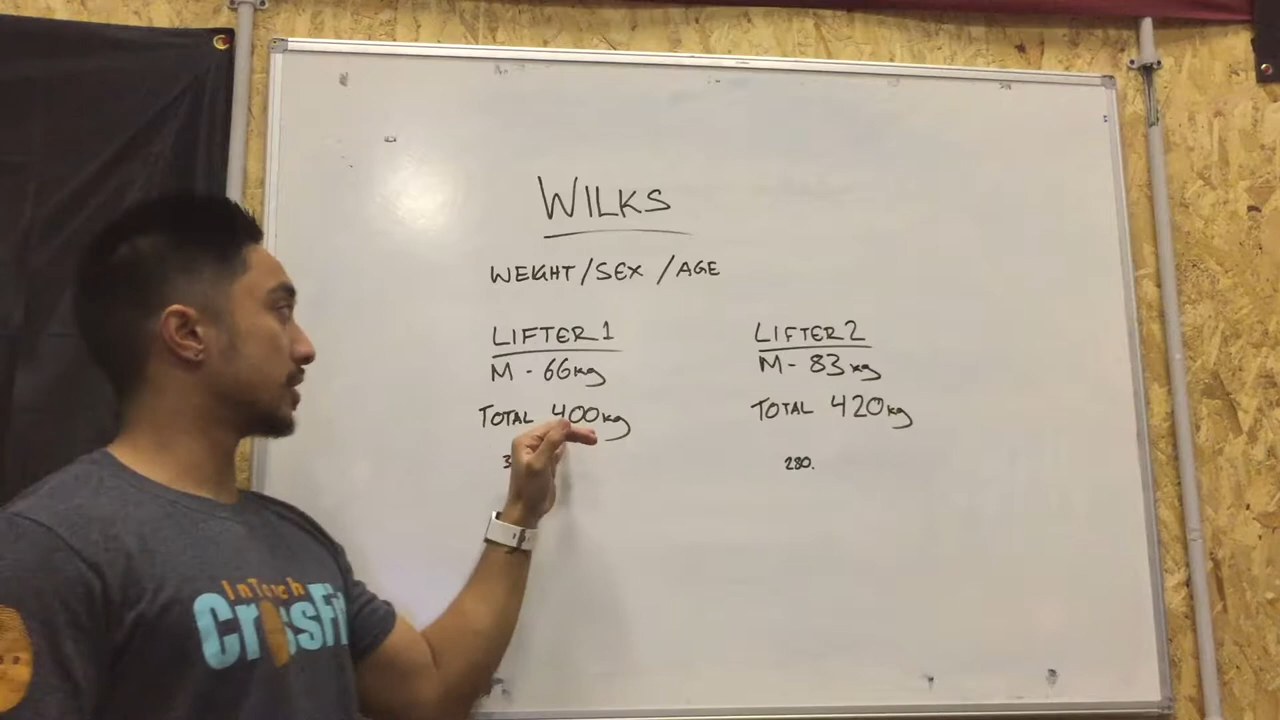 WILKS
WEIGHT/SEX/AGE
LIFTER 1
M - 66kg
TOTAL 400kg
LIFTER 2
M - 83kg
TOTAL 420kg
280.
InTouch
CrossFit